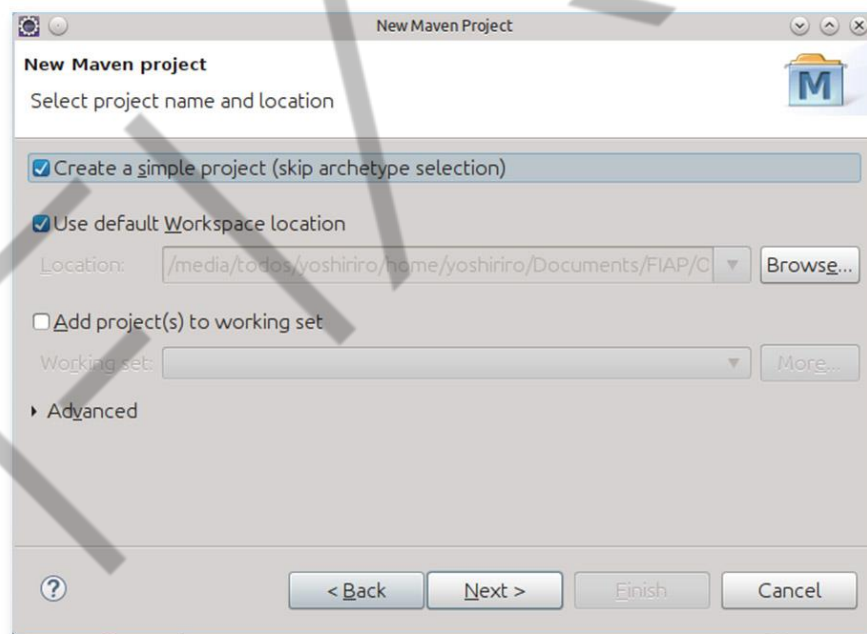 New Maven Project
New Maven project
Select project name and location
M
Create a simple project (skip archetype selection)
Use default Workspace location
Location: /media/todos/yoshiriro/home/yoshiriro/Documents/FIAP/O Browse...
Add project(s) to working set
Working set: More...
Advanced
? < Back Next > Finish Cancel